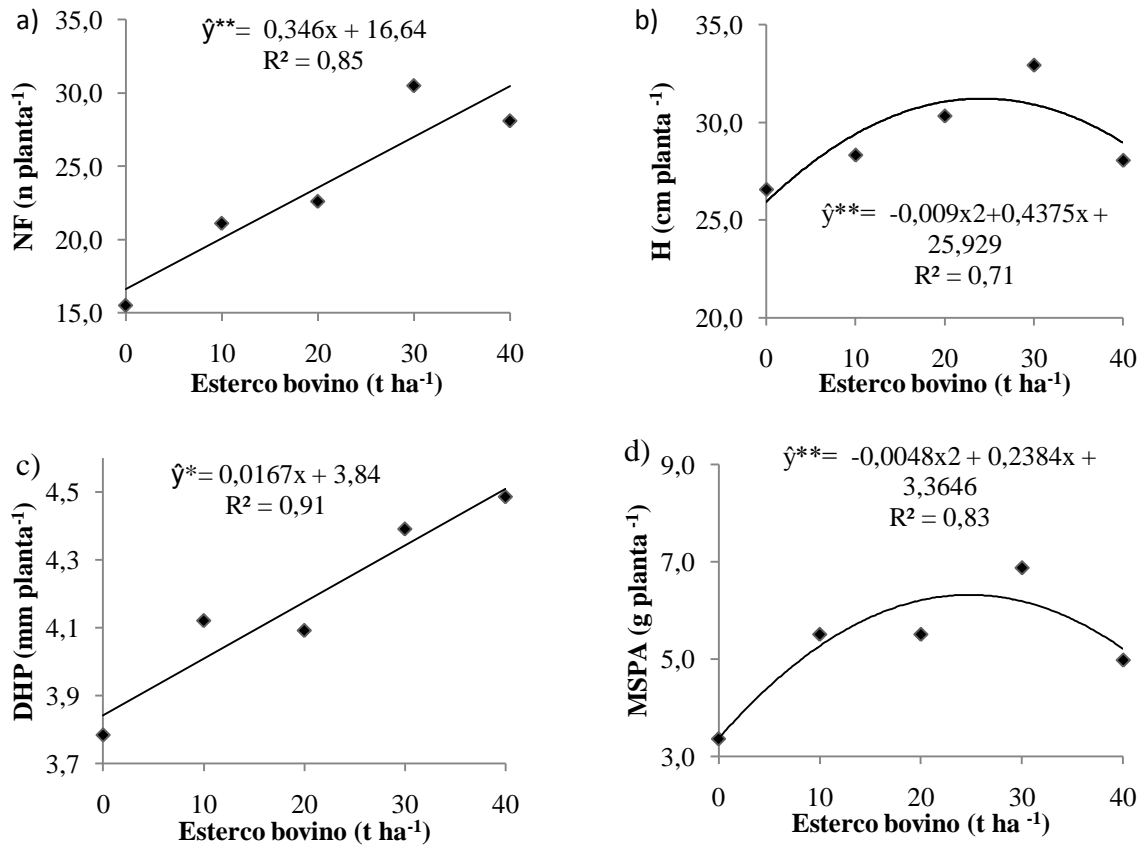 a)
ŷ**= 0,346x + 16,64
R² = 0,85
NF (n planta-1)
35,0
30,0
25,0
20,0
15,0
0 10 20 30 40
Esterco bovino (t ha-1)
b)
H (cm planta -1)
35,0
30,0
25,0
20,0
ŷ**= -0,009x2+0,4375x +
25,929
R² = 0,71
0 10 20 30 40
Esterco bovino (t ha-1)
c)
ŷ*= 0,0167x + 3,84
R² = 0,91
DHP (mm planta-1)
4,5
4,3
4,1
3,9
3,7
0 10 20 30 40
Esterco bovino (t ha-1)
d)
ŷ**= -0,0048x2 + 0,2384x +
3,3646
R² = 0,83
MSPA (g planta -1)
9,0
7,0
5,0
3,0
0 10 20 30 40
Esterco bovino (t ha -1)